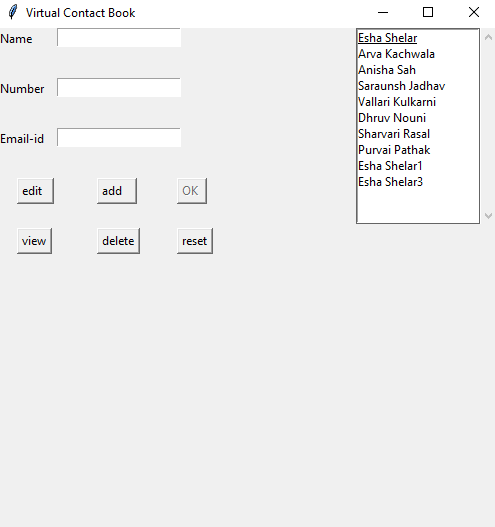 Virtual Contact Book
Name
Number
Email-id
edit add OK
view delete reset
Esha Shelar
Arva Kachwala
Anisha Sah
Saraunsh Jadhav
Vallari Kulkarni
Dhruv Nouni
Sharvari Rasal
Purvai Pathak
Esha Shelar1
Esha Shelar3